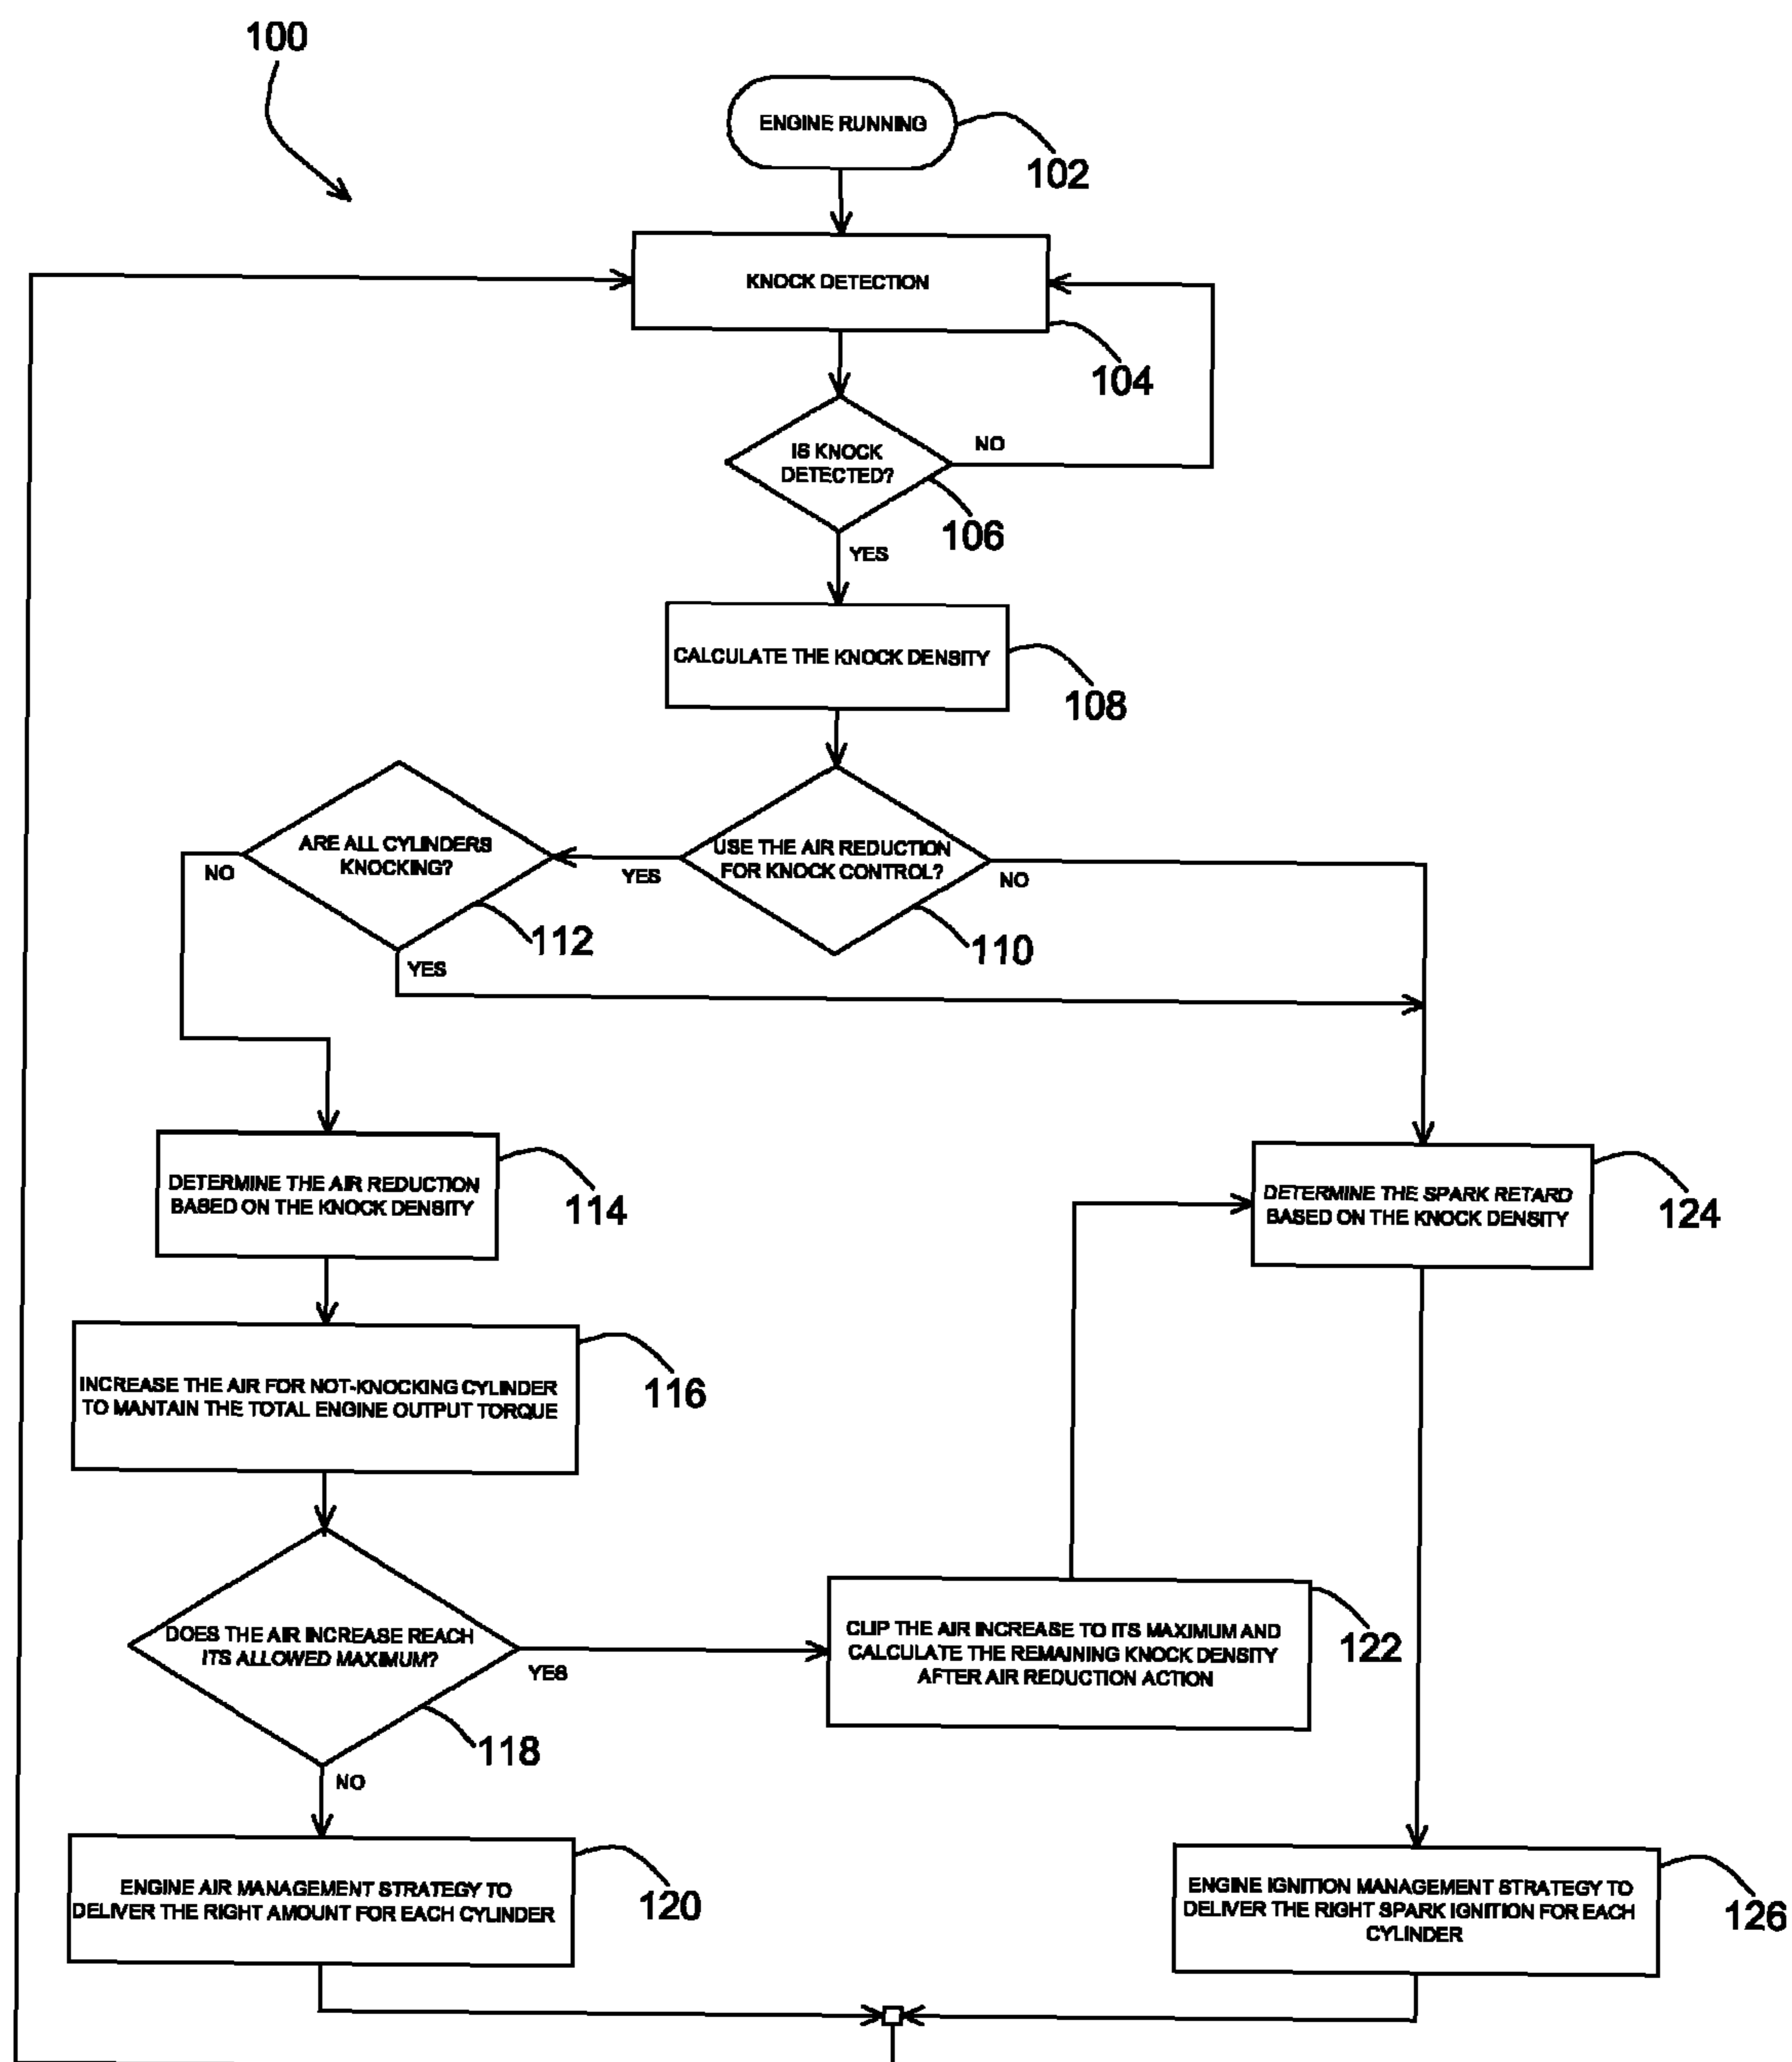 100
ENGINE RUNNING
102
KNOCK DETECTION
104
IS KNOCK
DETECTED?
NO
106
YES
CALCULATE THE KNOCK DENSITY
108
ARE ALL CYLINDERS
KNOCKING?
NO
YES
112
USE THE AIR REDUCTION
FOR KNOCK CONTROL?
YES
NO
110
DETERMINE THE AIR REDUCTION
BASED ON THE KNOCK DENSITY
114
DETERMINE THE SPARK RETARD
BASED ON THE KNOCK DENSITY
124
INCREASE THE AIR FOR NOT-KNOCKING CYLINDER
TO MANTAIN THE TOTAL ENGINE OUTPUT TORQUE
116
DOES THE AIR INCREASE REACH
ITS ALLOWED MAXIMUM?
YES
118
NO
CLIP THE AIR INCREASE TO ITS MAXIMUM AND
CALCULATE THE REMAINING KNOCK DENSITY
AFTER AIR REDUCTION ACTION
122
ENGINE AIR MANAGEMENT STRATEGY TO
DELIVER THE RIGHT AMOUNT FOR EACH CYLINDER
120
ENGINE IGNITION MANAGEMENT STRATEGY TO
DELIVER THE RIGHT SPARK IGNITION FOR EACH
CYLINDER
126